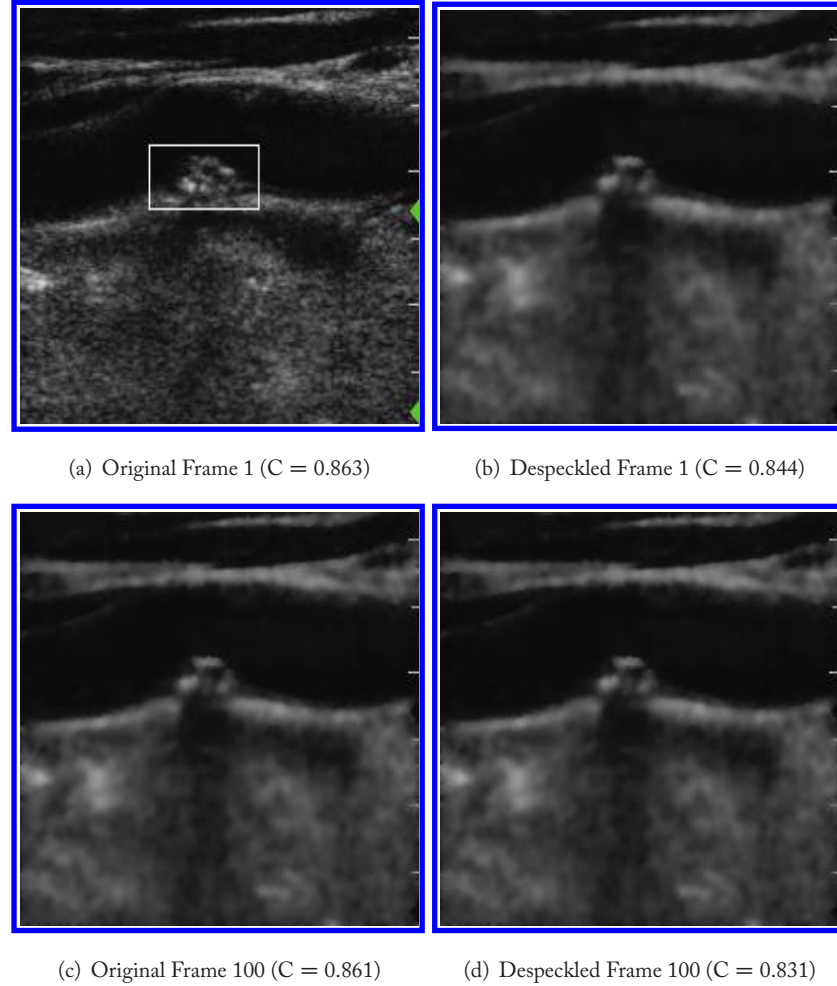 (a) Original Frame 1 (C = 0.863)
(b) Despeckled Frame 1 (C = 0.844)
(c) Original Frame 100 (C = 0.861)
(d) Despeckled Frame 100 (C = 0.831)